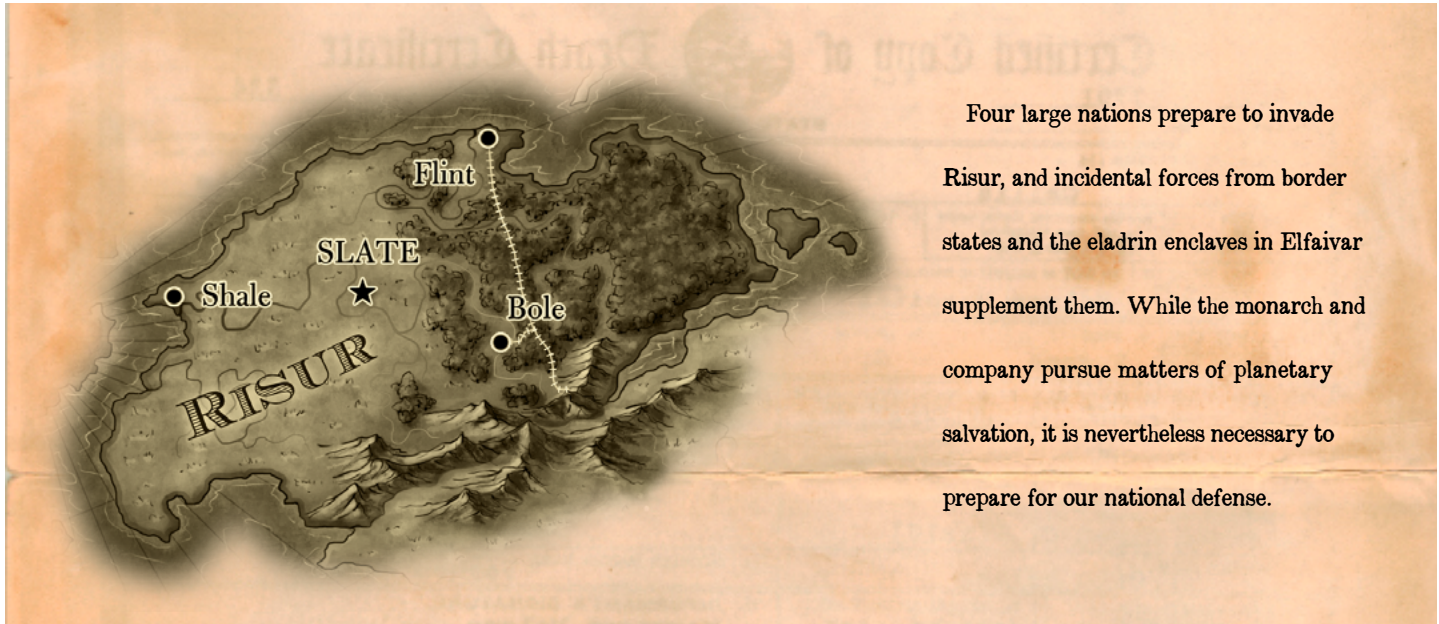 Certified Copy of Death Certificate
Flint
SLATE
Shale
Bole
RISUR
Four large nations prepare to invade
Risur, and incidental forces from border
states and the eladrin enclaves in Elfaivar
supplement them. While the monarch and
company pursue matters of planetary
salvation, it is nevertheless necessary to
prepare for our national defense.